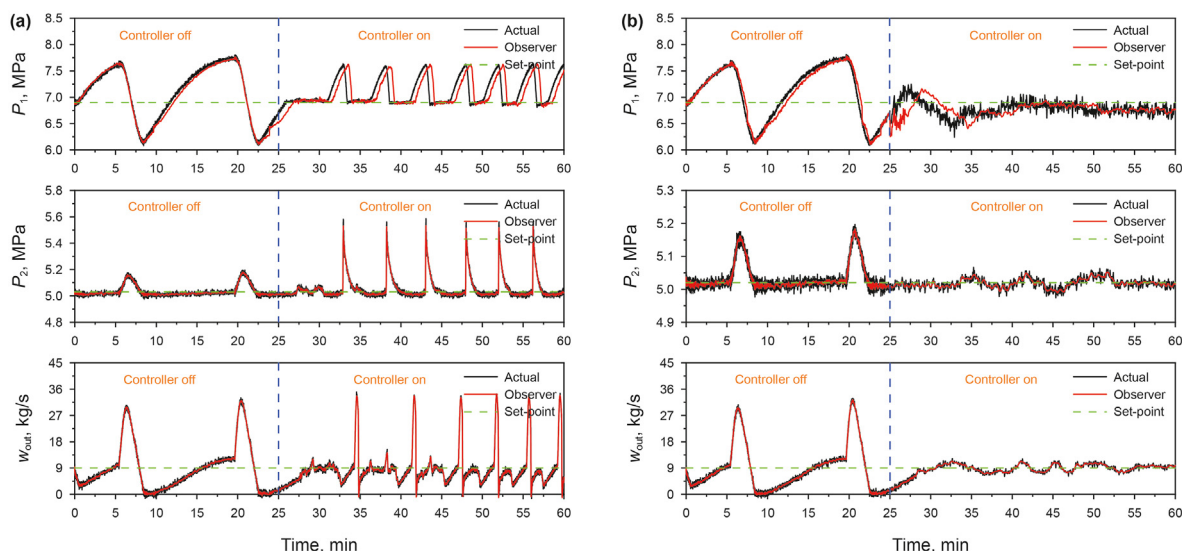 (a)
8.5
8.0
7.5
7.0
6.5
6.0
P1, MPa
Controller off
Controller on
Actual
Observer
Set-point
0 5 10 15 20 25 30 35 40 45 50 55 60
5.8
5.6
5.4
5.2
5.0
4.8
P2, MPa
Controller off
Controller on
Actual
Observer
Set-point
0 5 10 15 20 25 30 35 40 45 50 55 60
45
36
27
18
9
0
wout, kg/s
Controller off
Controller on
Actual
Observer
Set-point
0 5 10 15 20 25 30 35 40 45 50 55 60
Time, min
(b)
8.5
8.0
7.5
7.0
6.5
6.0
P1, MPa
Controller off
Controller on
Actual
Observer
Set-point
0 5 10 15 20 25 30 35 40 45 50 55 60
5.3
5.2
5.1
5.0
4.9
P2, MPa
Controller off
Controller on
Actual
Observer
Set-point
0 5 10 15 20 25 30 35 40 45 50 55 60
45
36
27
18
9
0
wout, kg/s
Controller off
Controller on
Actual
Observer
Set-point
0 5 10 15 20 25 30 35 40 45 50 55 60
Time, min